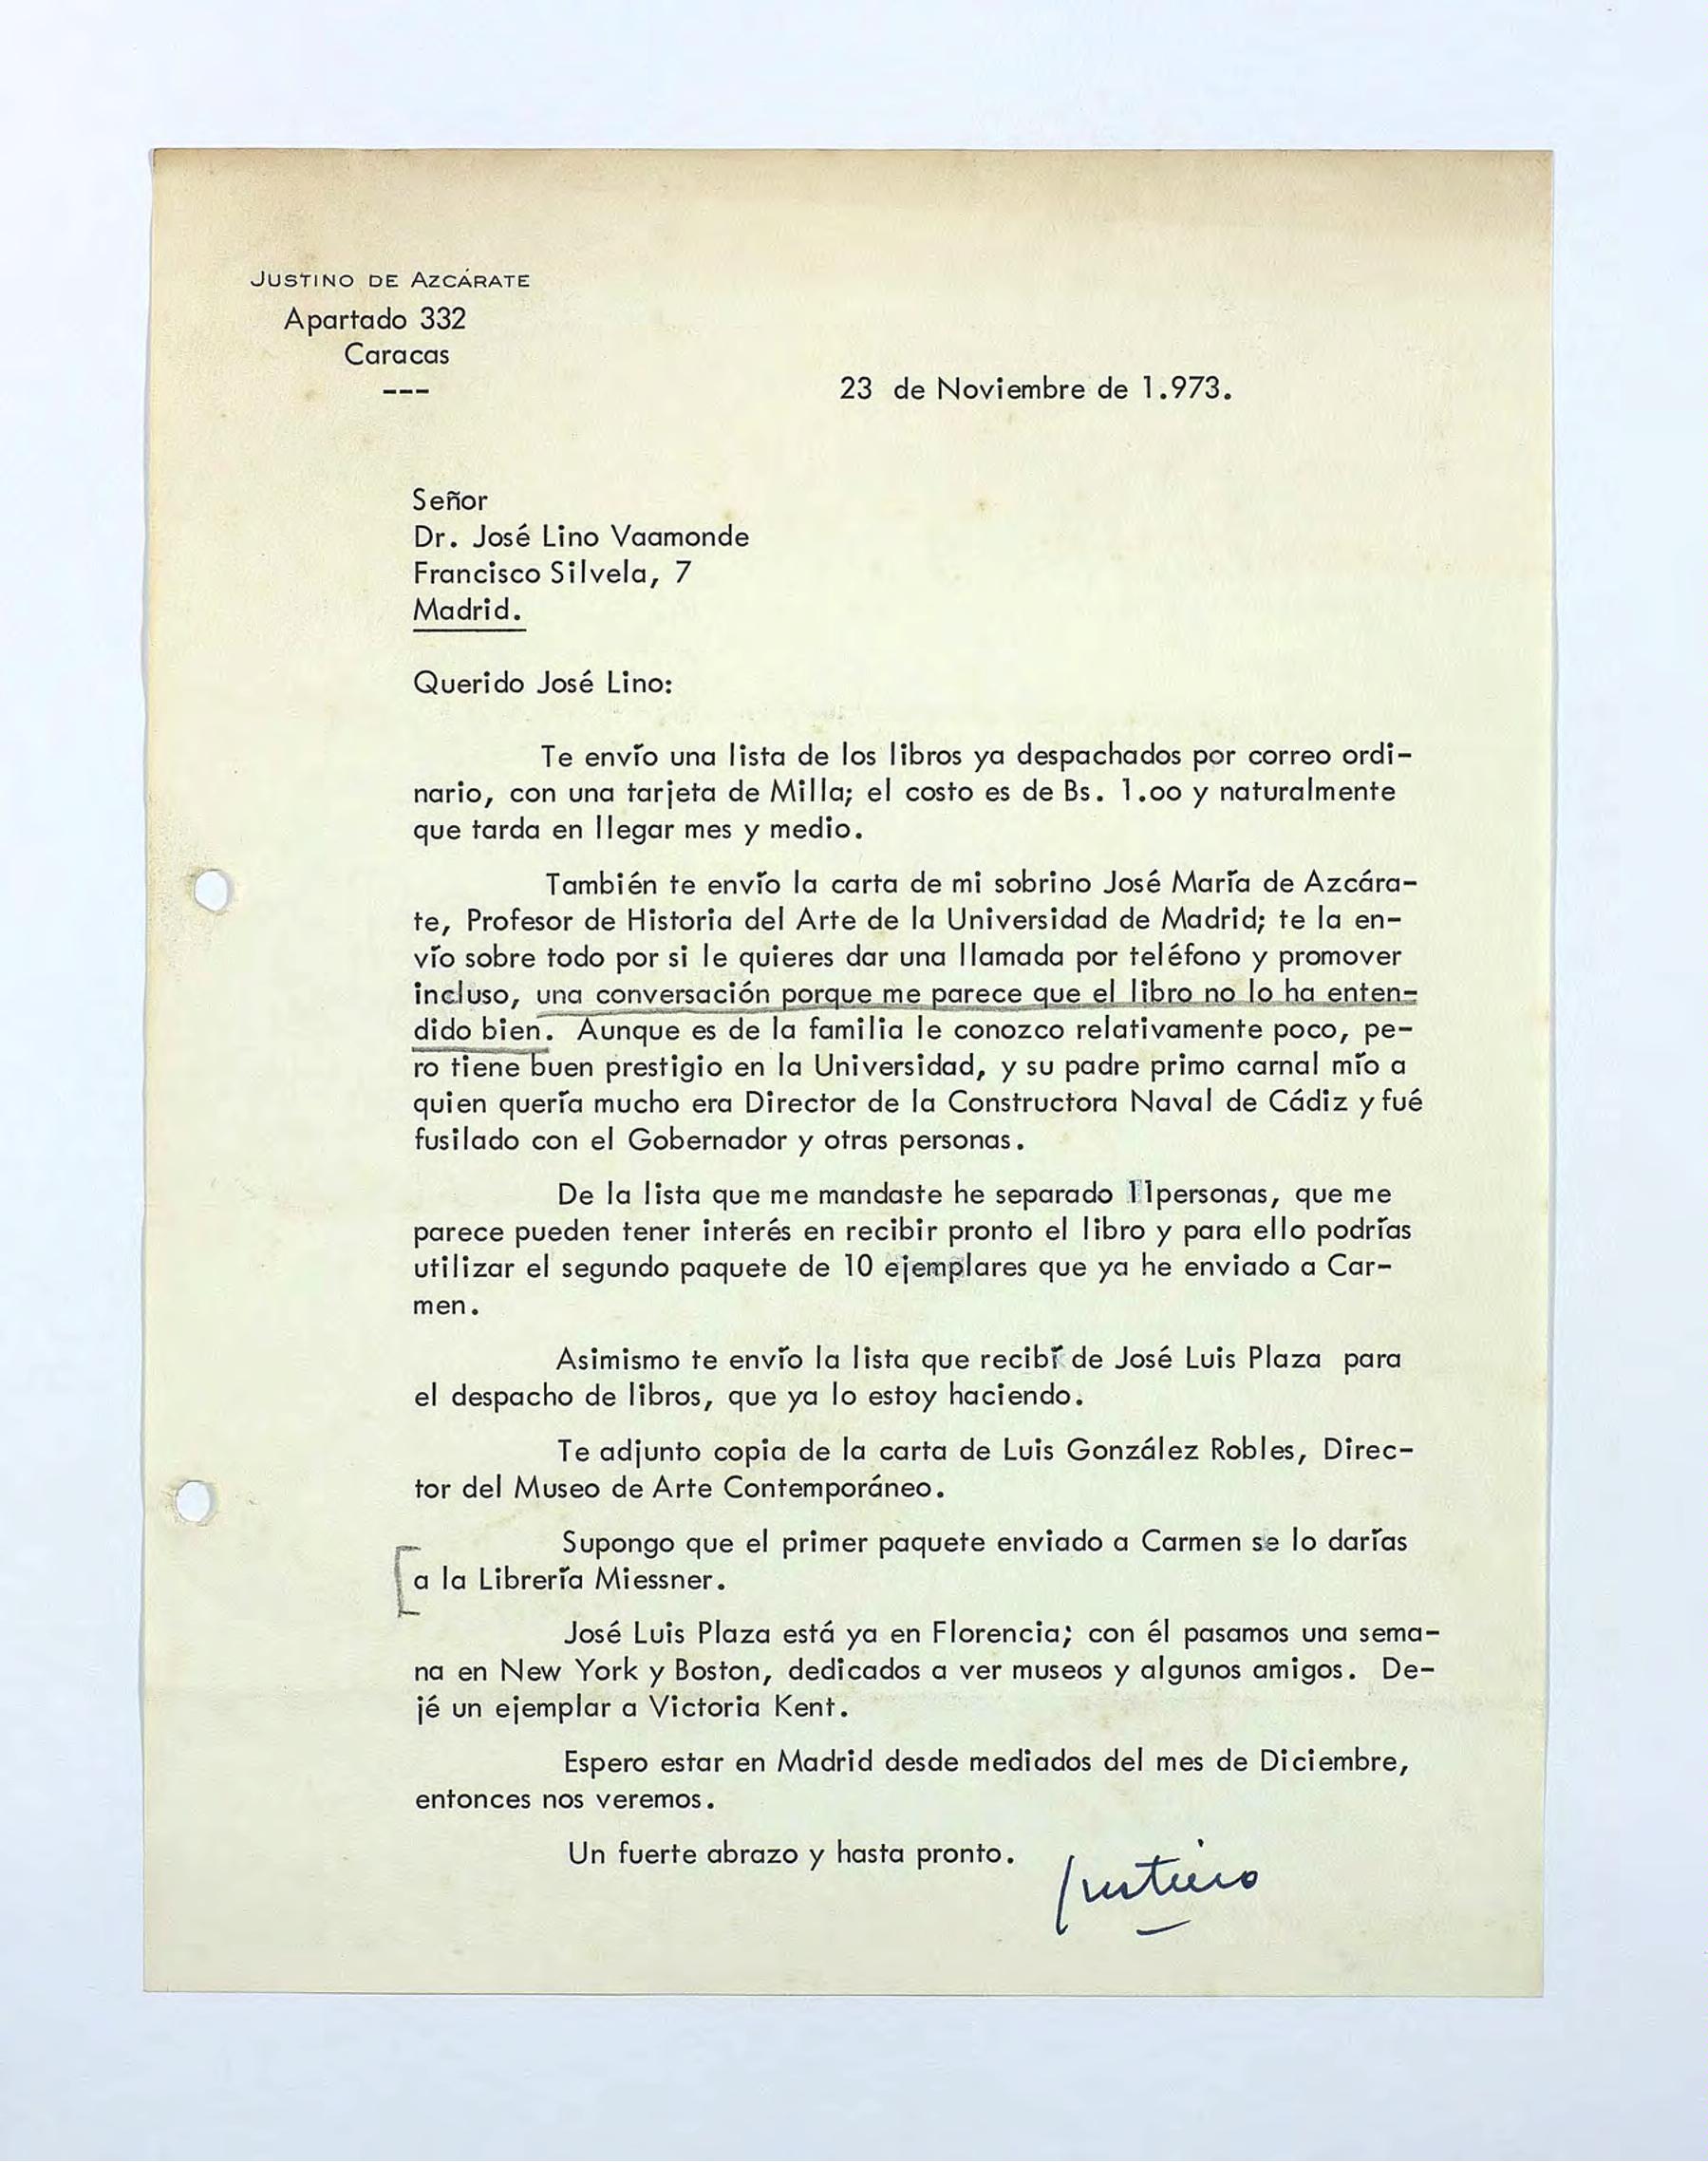 JUSTINO DE AZCÁRATE
Apartado 332
Caracas
---
23 de Noviembre de 1.973.
Señor
Dr. José Lino Vaamonde
Francisco Silvela, 7
Madrid.
Querido José Lino:
Te envío una lista de los libros ya despachados por correo ordi-
nario, con una tarjeta de Milla; el costo es de Bs. 1.oo y naturalmente
que tarda en llegar mes y medio.
También te envío la carta de mi sobrino José María de Azcára-
te, Profesor de Historia del Arte de la Universidad de Madrid; te la en-
vío sobre todo por si le quieres dar una llamada por teléfono y promover
incluso, una conversación porque me parece que el libro no lo ha enten-
dido bien. Aunque es de la familia le conozco relativamente poco, pe-
ro tiene buen prestigio en la Universidad, y su padre primo carnal mío a
quien quería mucho era Director de la Constructora Naval de Cádiz y fué
fusilado con el Gobernador y otras personas.
De la lista que me mandaste he separado 11personas, que me
parece pueden tener interés en recibir pronto el libro y para ello podrías
utilizar el segundo paquete de 10 ejemplares que ya he enviado a Car-
men.
Asimismo te envío la lista que recibí de José Luis Plaza para
el despacho de libros, que ya lo estoy haciendo.
Te adjunto copia de la carta de Luis González Robles, Direc-
tor del Museo de Arte Contemporáneo.
Supongo que el primer paquete enviado a Carmen se lo darías
a la Librería Miessner.
José Luis Plaza está ya en Florencia; con él pasamos una sema-
na en New York y Boston, dedicados a ver museos y algunos amigos. De-
jé un ejemplar a Victoria Kent.
Espero estar en Madrid desde mediados del mes de Diciembre,
entonces nos veremos.
Un fuerte abrazo y hasta pronto.
Justino